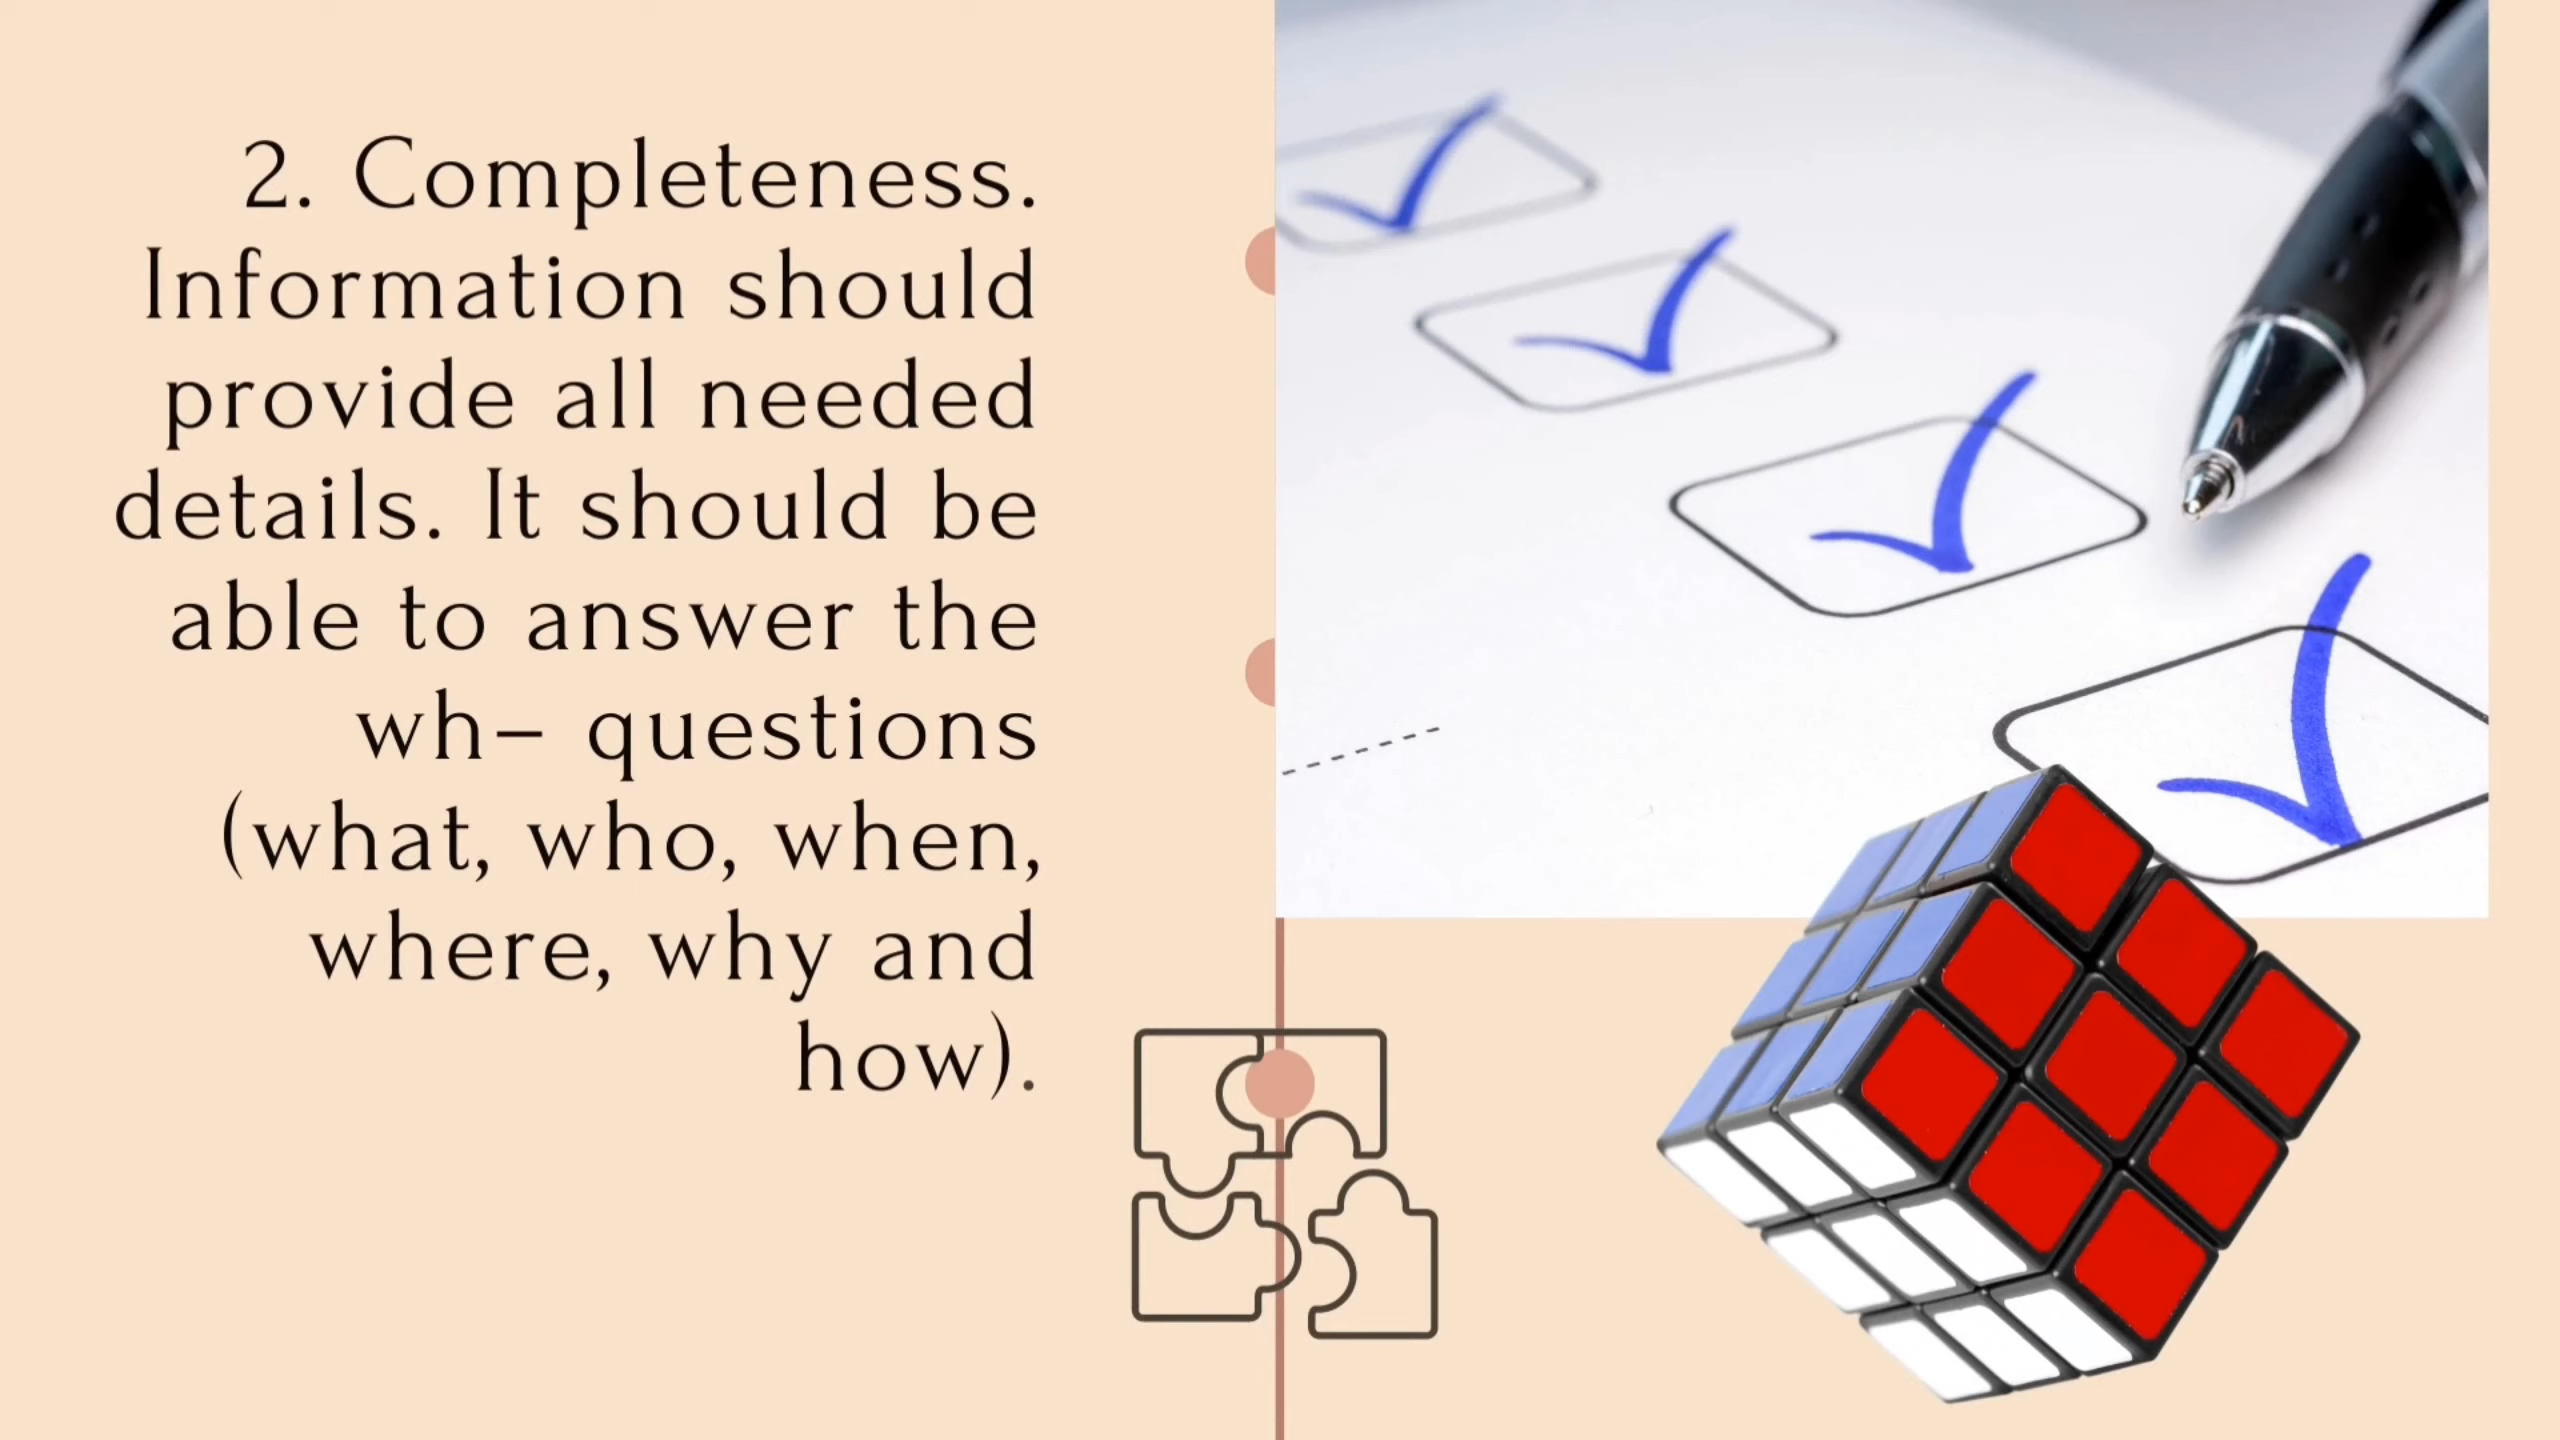 2. Completeness.
Information should
provide all needed
details. It should be
able to answer the
wh– questions
(what, who, when,
where, why and
how).